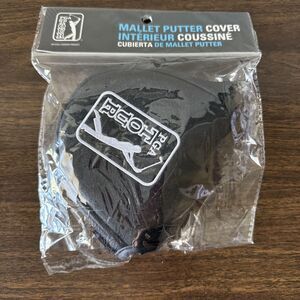 MALLET PUTTER COVER
INTÉRIEUR COUSSINÉ
CUBIERTA DE MALLET PUTTER
PGA
TOUR